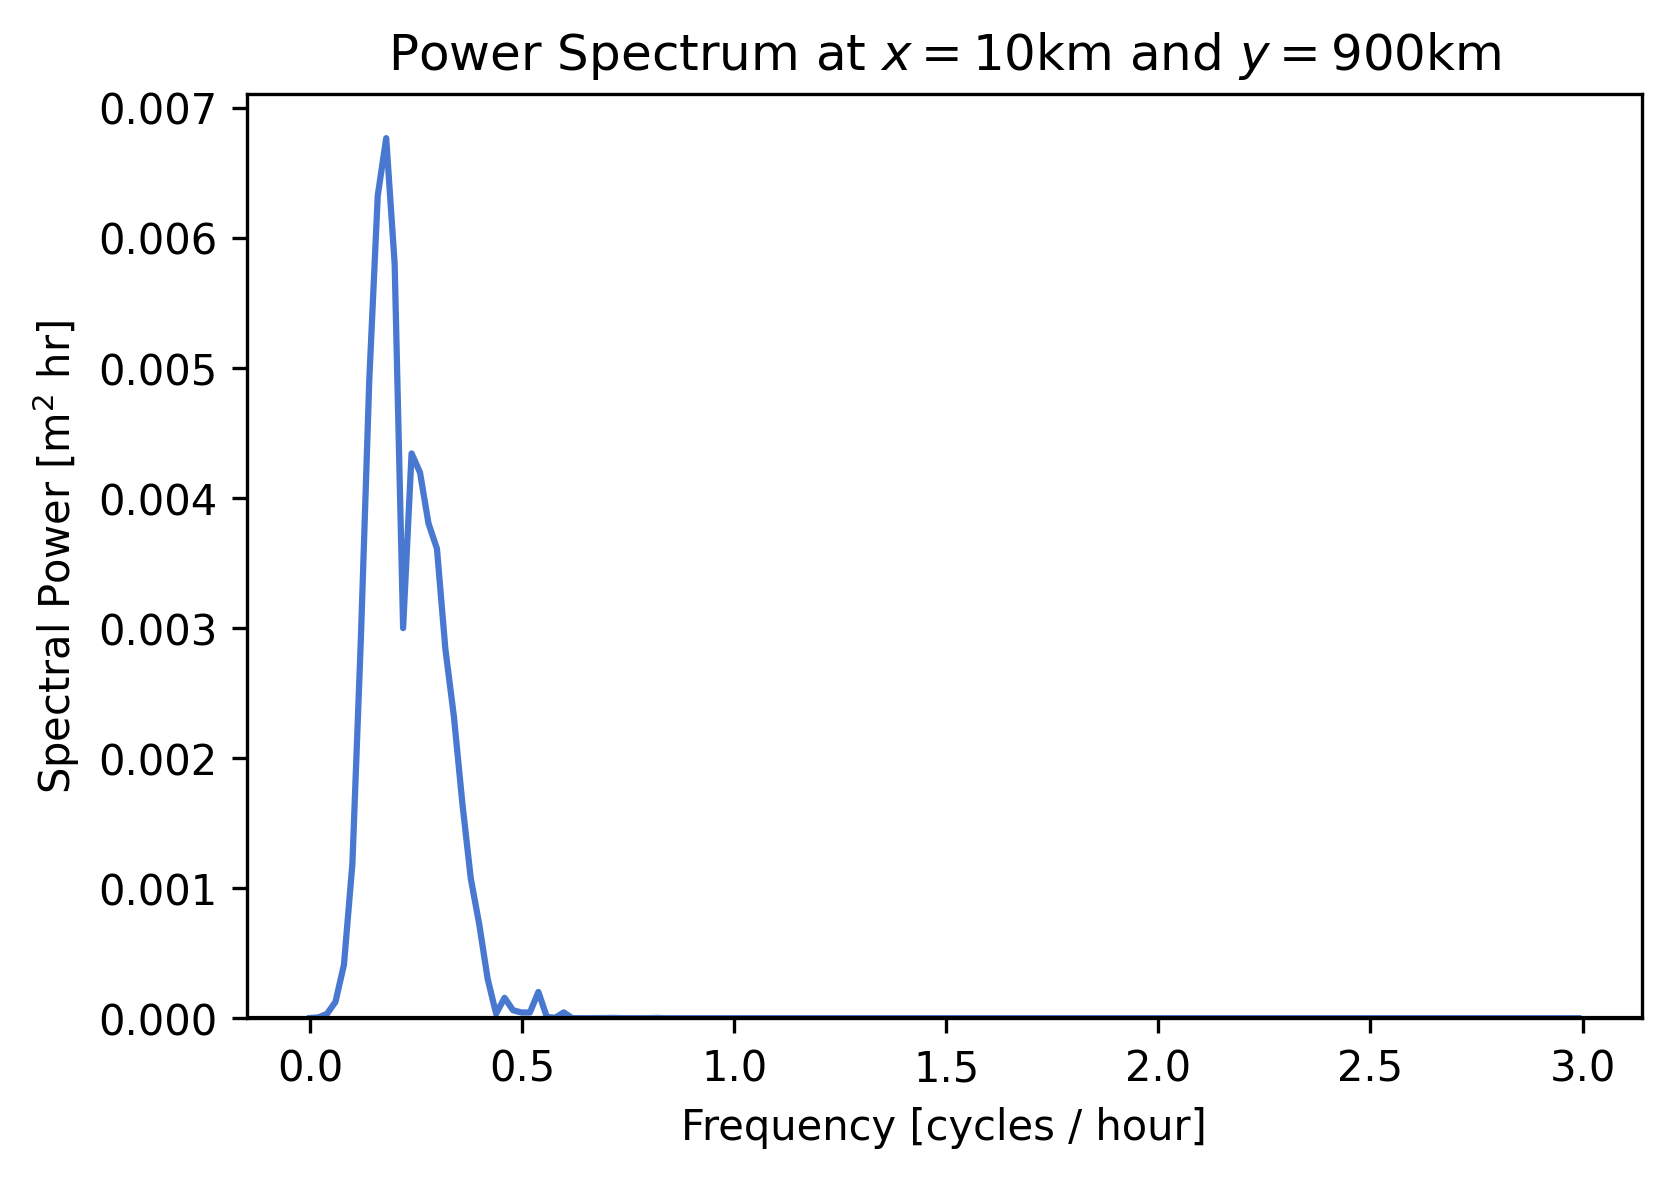 Power Spectrum at x = 10km and y = 900km
0.007
0.006
0.005
0.004
0.003
0.002
0.001
0.000
Spectral Power [m² hr]
0.0 0.5 1.0 1.5 2.0 2.5 3.0
Frequency [cycles / hour]